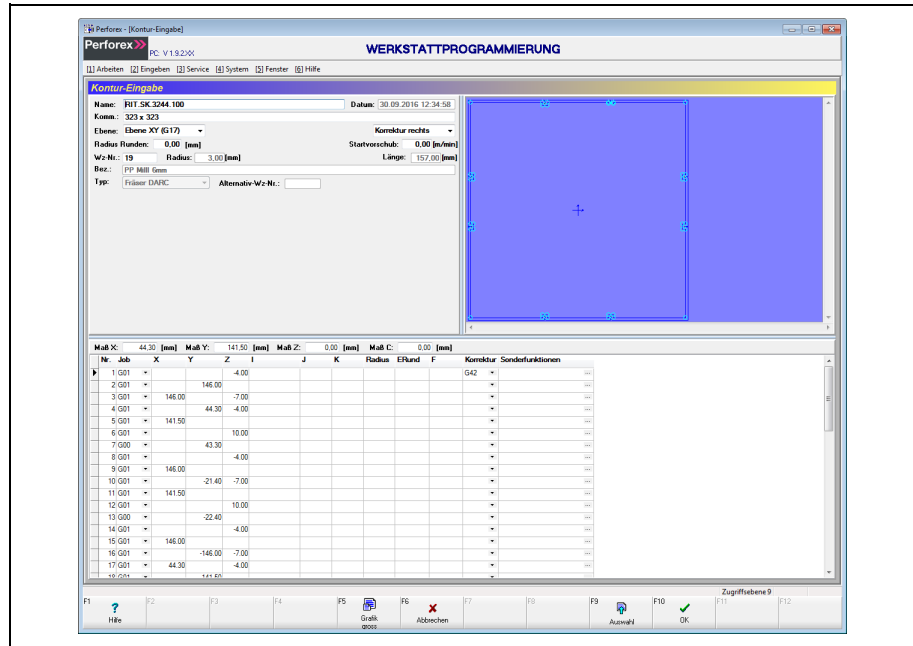 Perforex - [Kontur-Eingabe]
Perforex PC: V 1.9.2XX WERKSTATTPROGRAMMIERUNG
[1] Arbeiten [2] Eingeben [3] Service [4] System [5] Fenster [6] Hilfe
Kontur-Eingabe
Name: RIT.SK.3244.100 Datum: 30.09.2016 12:34:58
Komm.: 323 x 323
Ebene: Ebene XY (G17) Korrektur rechts
Radius Runden: 0,00 [mm] Startvorschub: 0,00 [m/min]
Wz-Nr.: 19 Radius: 3,00 [mm] Länge: 157,00 [mm]
Bez.: PP Mill 6mm
Typ: Fräser DARC Alternativ-Wz-Nr.:
Maß X: 44,30 [mm] Maß Y: 141,50 [mm] Maß Z: 0,00 [mm] Maß C: 0,00 [mm]
Nr. Job X Y Z I J K Radius ERund F Korrektur Sonderfunktionen
1 G01 -4.00 G42 ...
2 G01 146.00 ...
3 G01 146.00 -7.00 ...
4 G01 44.30 -4.00 ...
5 G01 141.50 ...
6 G01 10.00 ...
7 G00 43.30 ...
8 G01 -4.00 ...
9 G01 146.00 ...
10 G01 -21.40 -7.00 ...
11 G01 141.50 ...
12 G01 10.00 ...
13 G00 -22.40 ...
14 G01 -4.00 ...
15 G01 146.00 ...
16 G01 -146.00 -7.00 ...
17 G01 44.30 -4.00 ...
18 G01 -141.50 ...
Zugriffsebene 9
F1 F2 F3 F4 F5 F6 F7 F8 F9 F10 F11 F12
Hilfe Grafik gross Abbrechen Auswahl OK